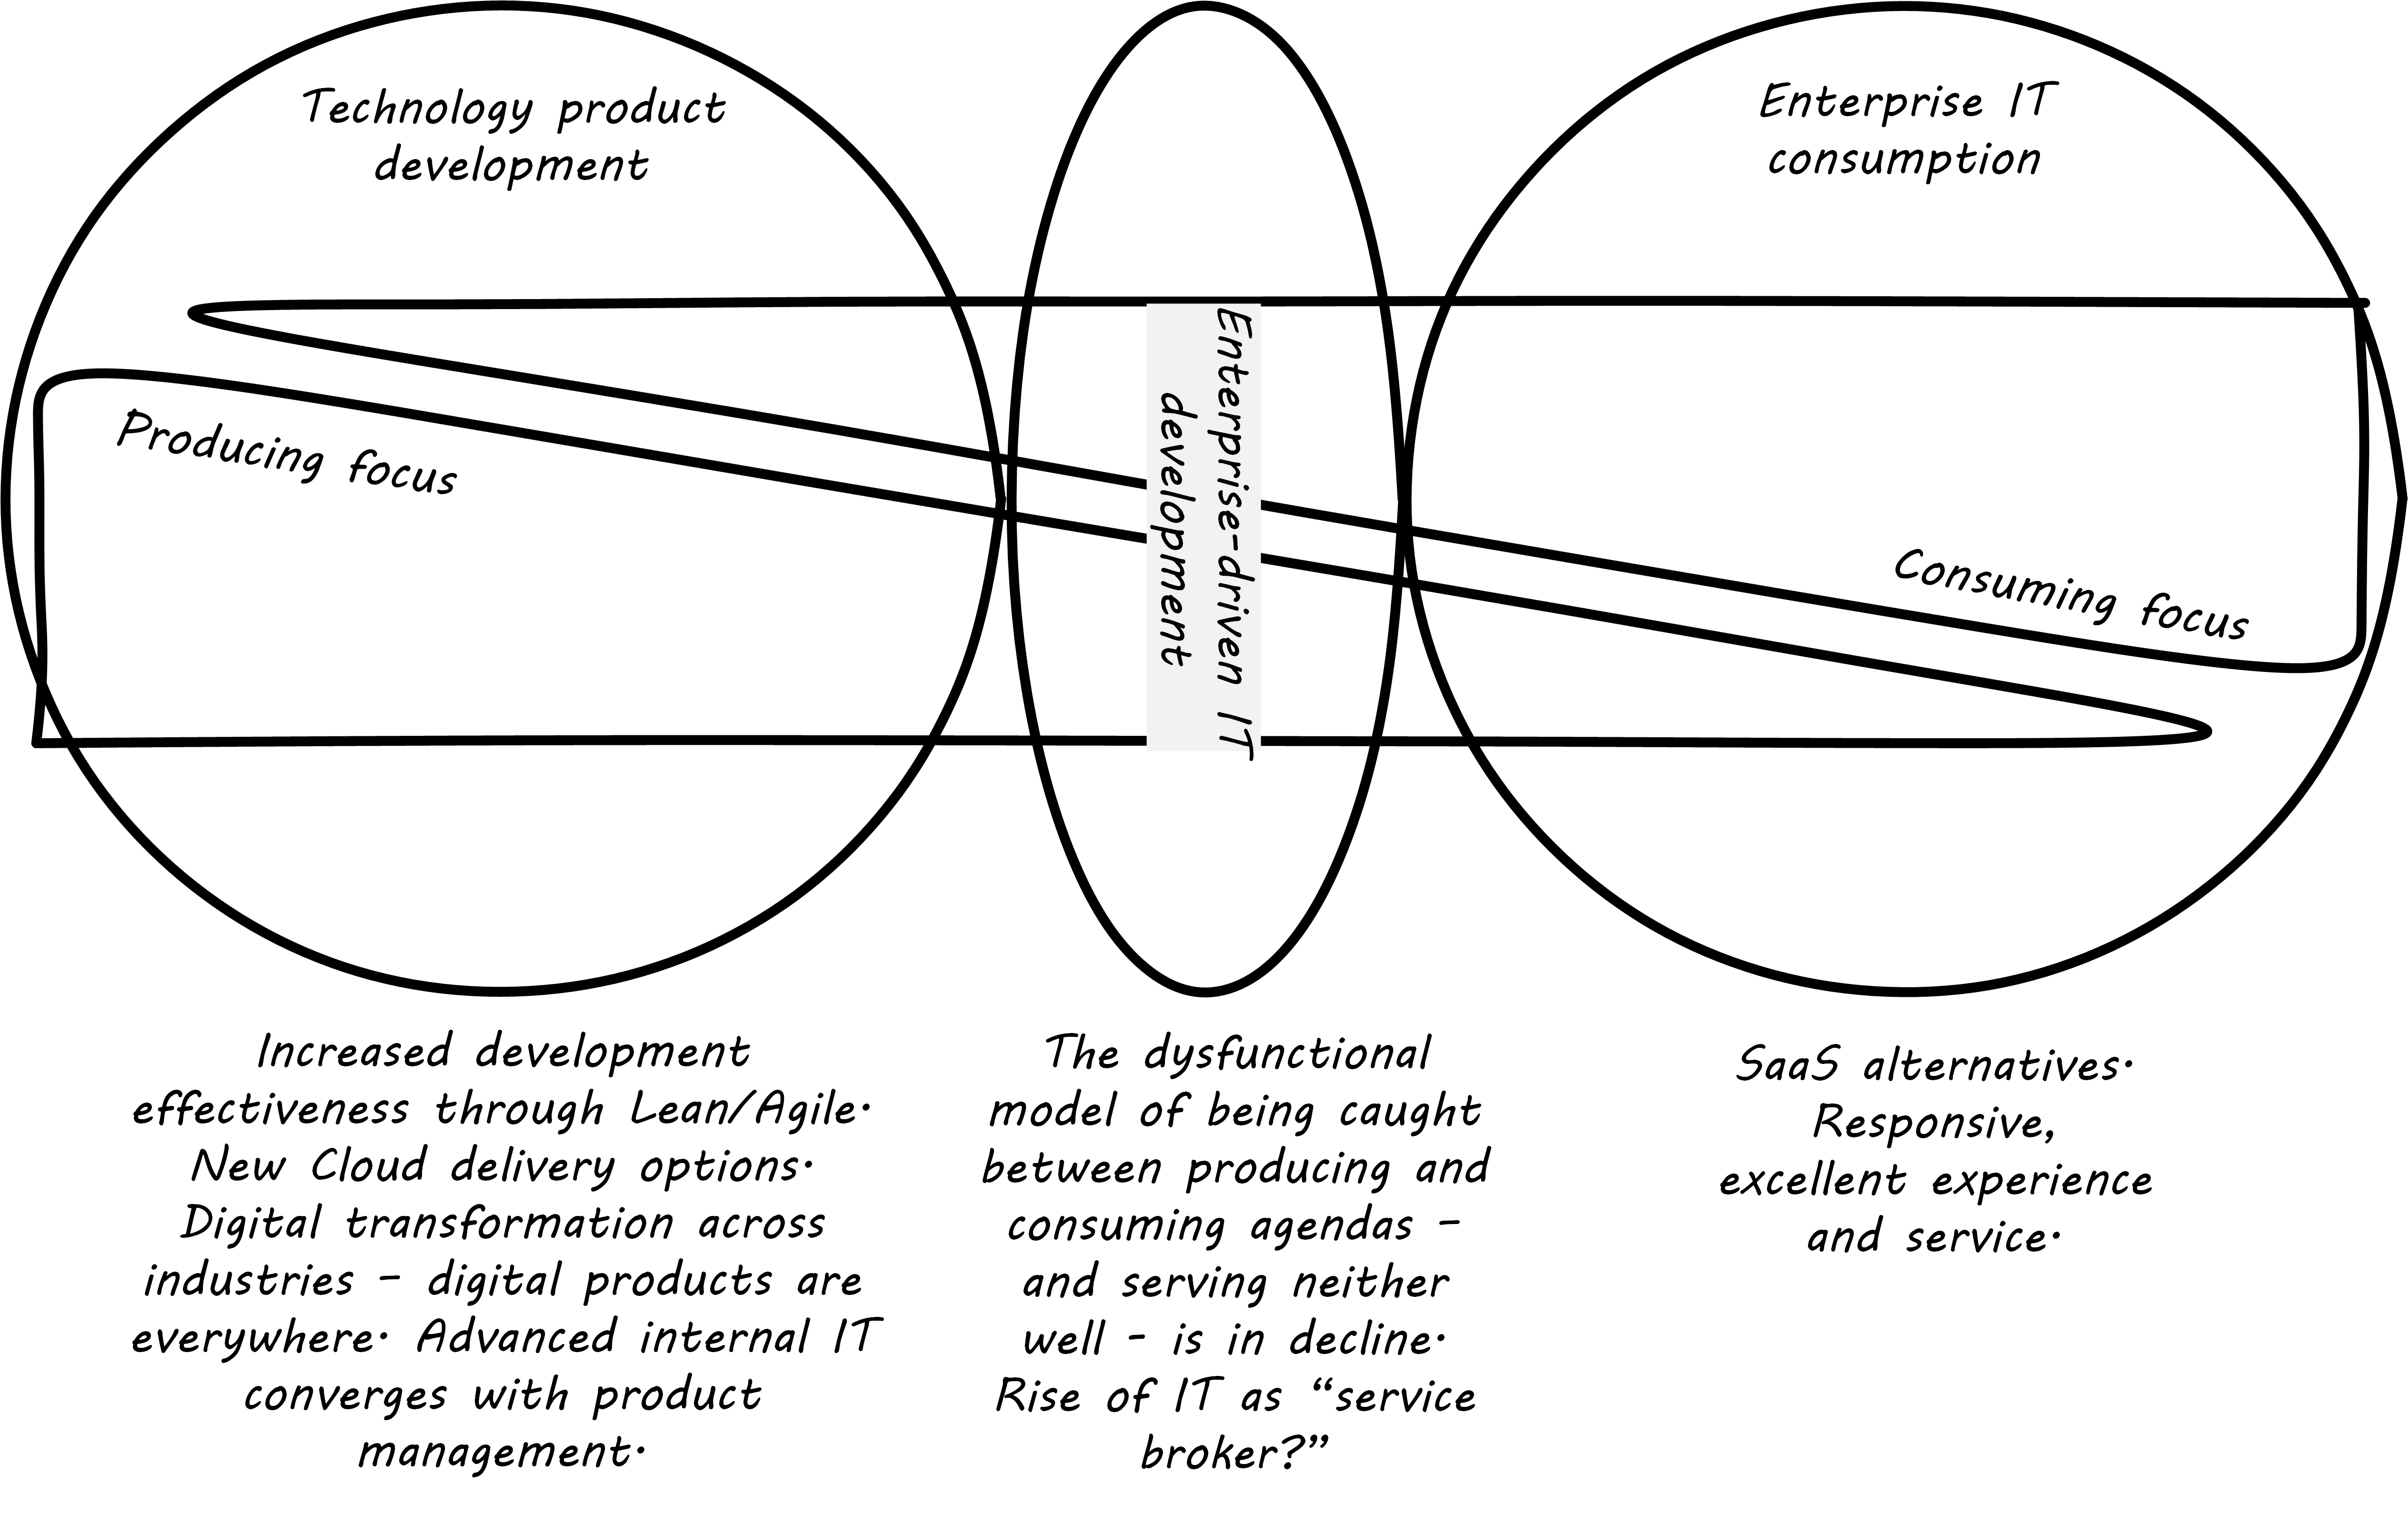 Technology product
development
Enterprise IT
consumption
Producing focus
Enterprise-driven IT
development
Consuming focus
Increased development
effectiveness through Lean/Agile.
New Cloud delivery options.
Digital transformation across
industries - digital products are
everywhere. Advanced internal IT
converges with product
management.
The dysfunctional
model of being caught
between producing and
consuming agendas -
and serving neither
well - is in decline.
Rise of IT as “service
broker?”
SaaS alternatives.
Responsive,
excellent experience
and service.